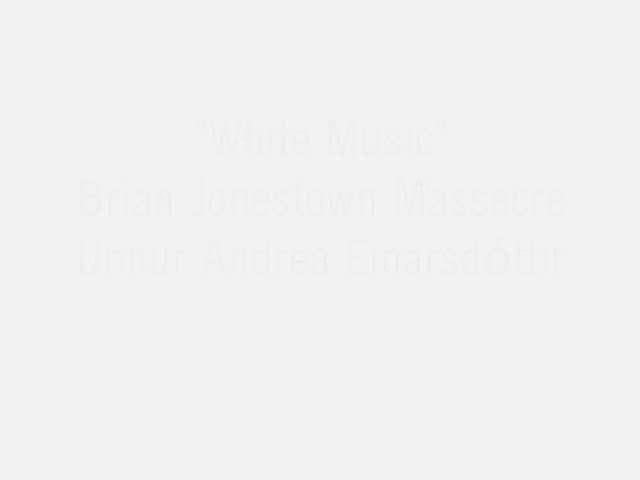 "White Music"
Brian Jonestown Massacre
Unnur Andrea Einarsdóttir